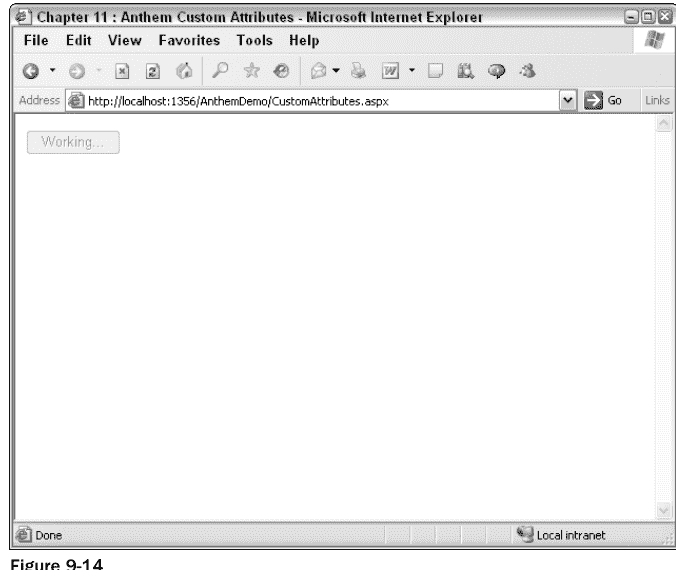 Chapter 11 : Anthem Custom Attributes - Microsoft Internet Explorer
File Edit View Favorites Tools Help
Address http://localhost:1356/AnthemDemo/CustomAttributes.aspx Go Links
Working...
Done Local intranet
Figure 9-14